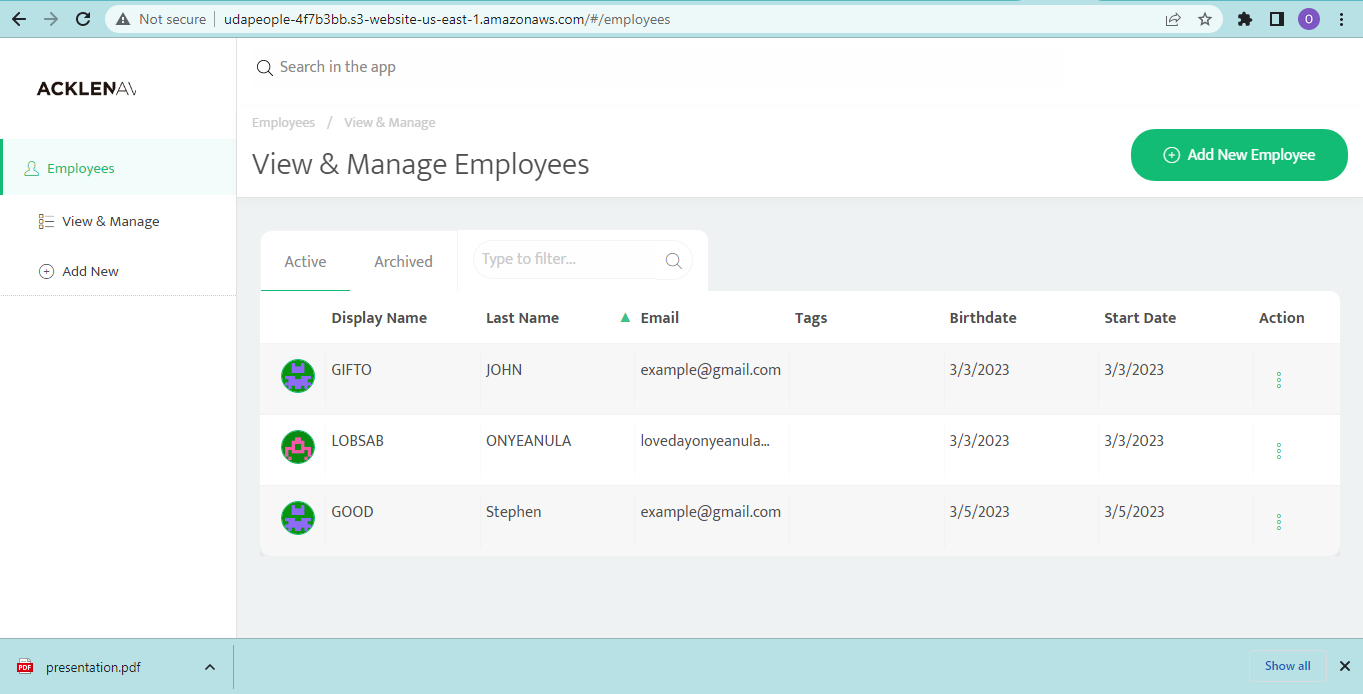 Not secure | udapeople-4f7b3bb.s3-website-us-east-1.amazonaws.com/#/employees
O
ACKLENAV
Search in the app
Employees / View & Manage
View & Manage Employees
Add New Employee
Employees
View & Manage
Add New
Active Archived Type to filter...
Display Name Last Name ▲ Email Tags Birthdate Start Date Action
GIFTO JOHN example@gmail.com 3/3/2023 3/3/2023
LOBSAB ONYEANULA lovedayonyeanula... 3/3/2023 3/3/2023
GOOD Stephen example@gmail.com 3/5/2023 3/5/2023
PDF presentation.pdf Show all